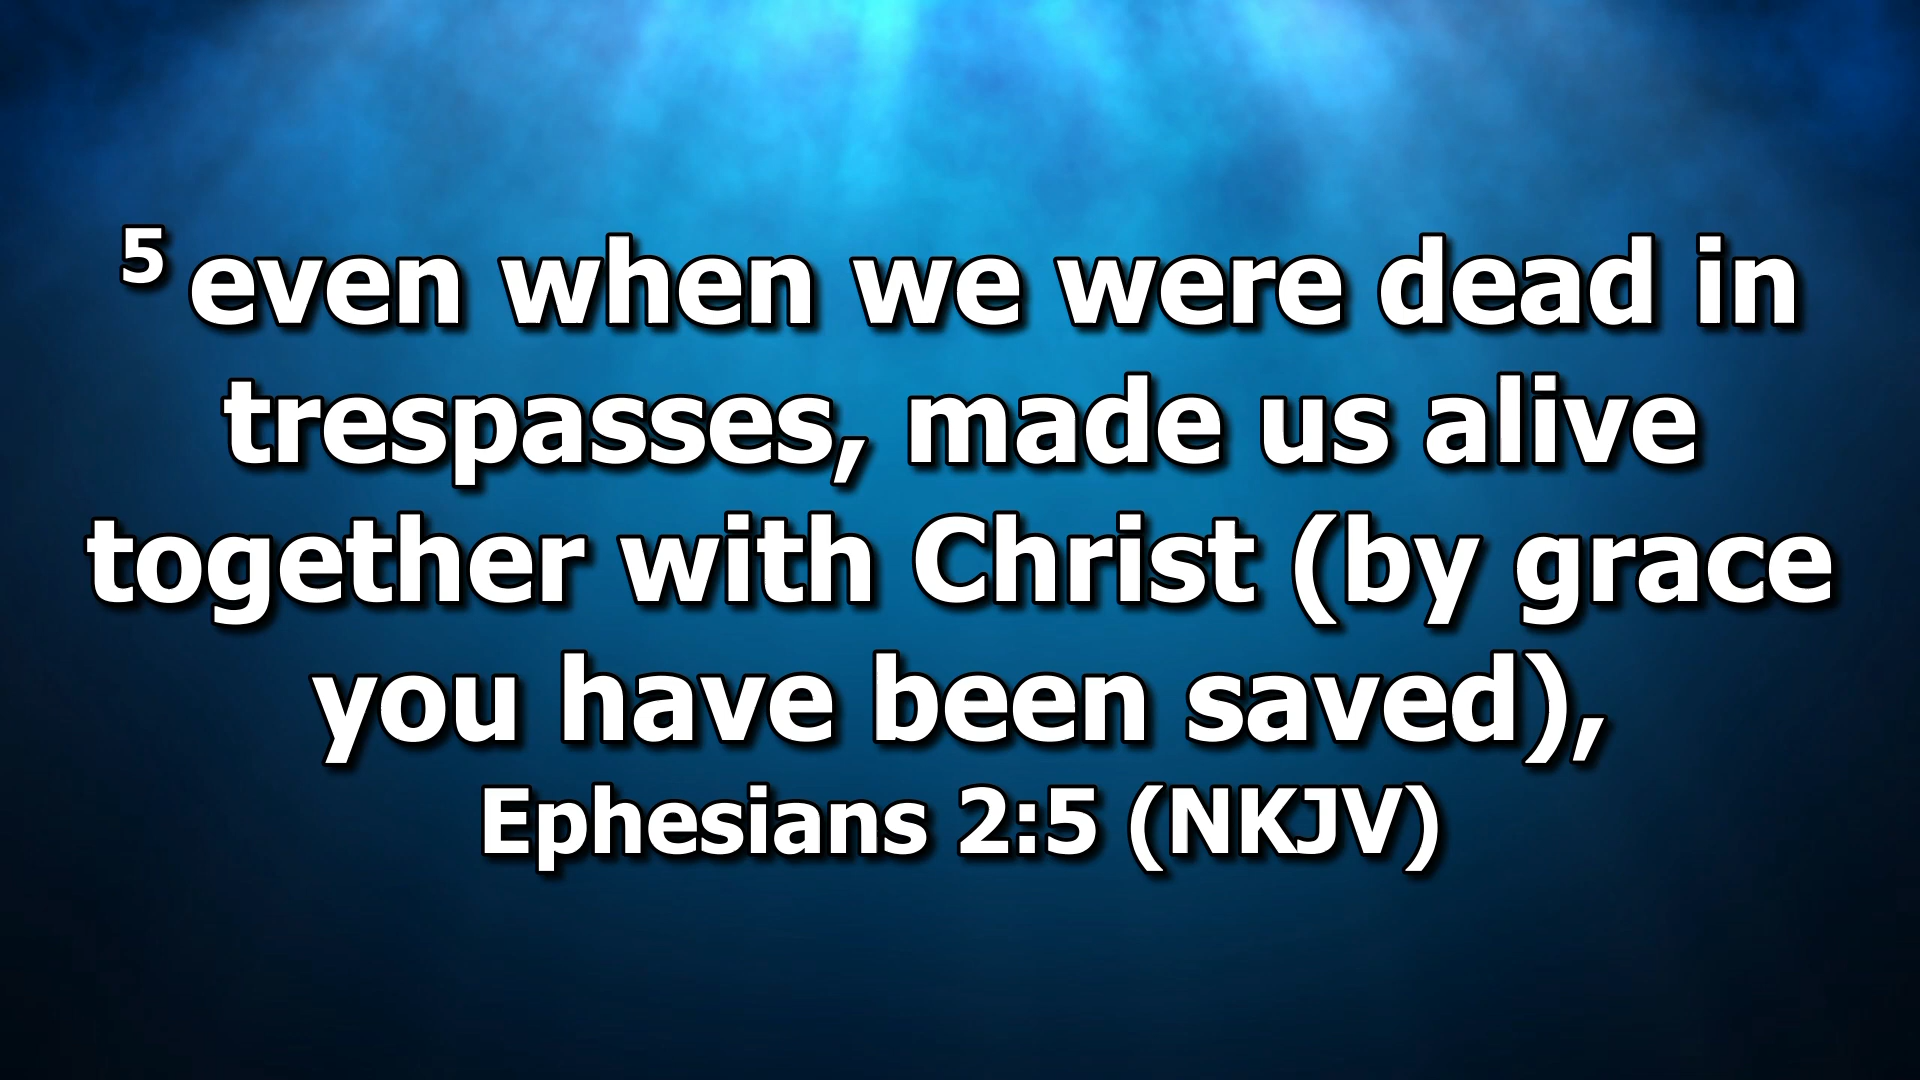 5 even when we were dead in
trespasses, made us alive
together with Christ (by grace
you have been saved),
Ephesians 2:5 (NKJV)